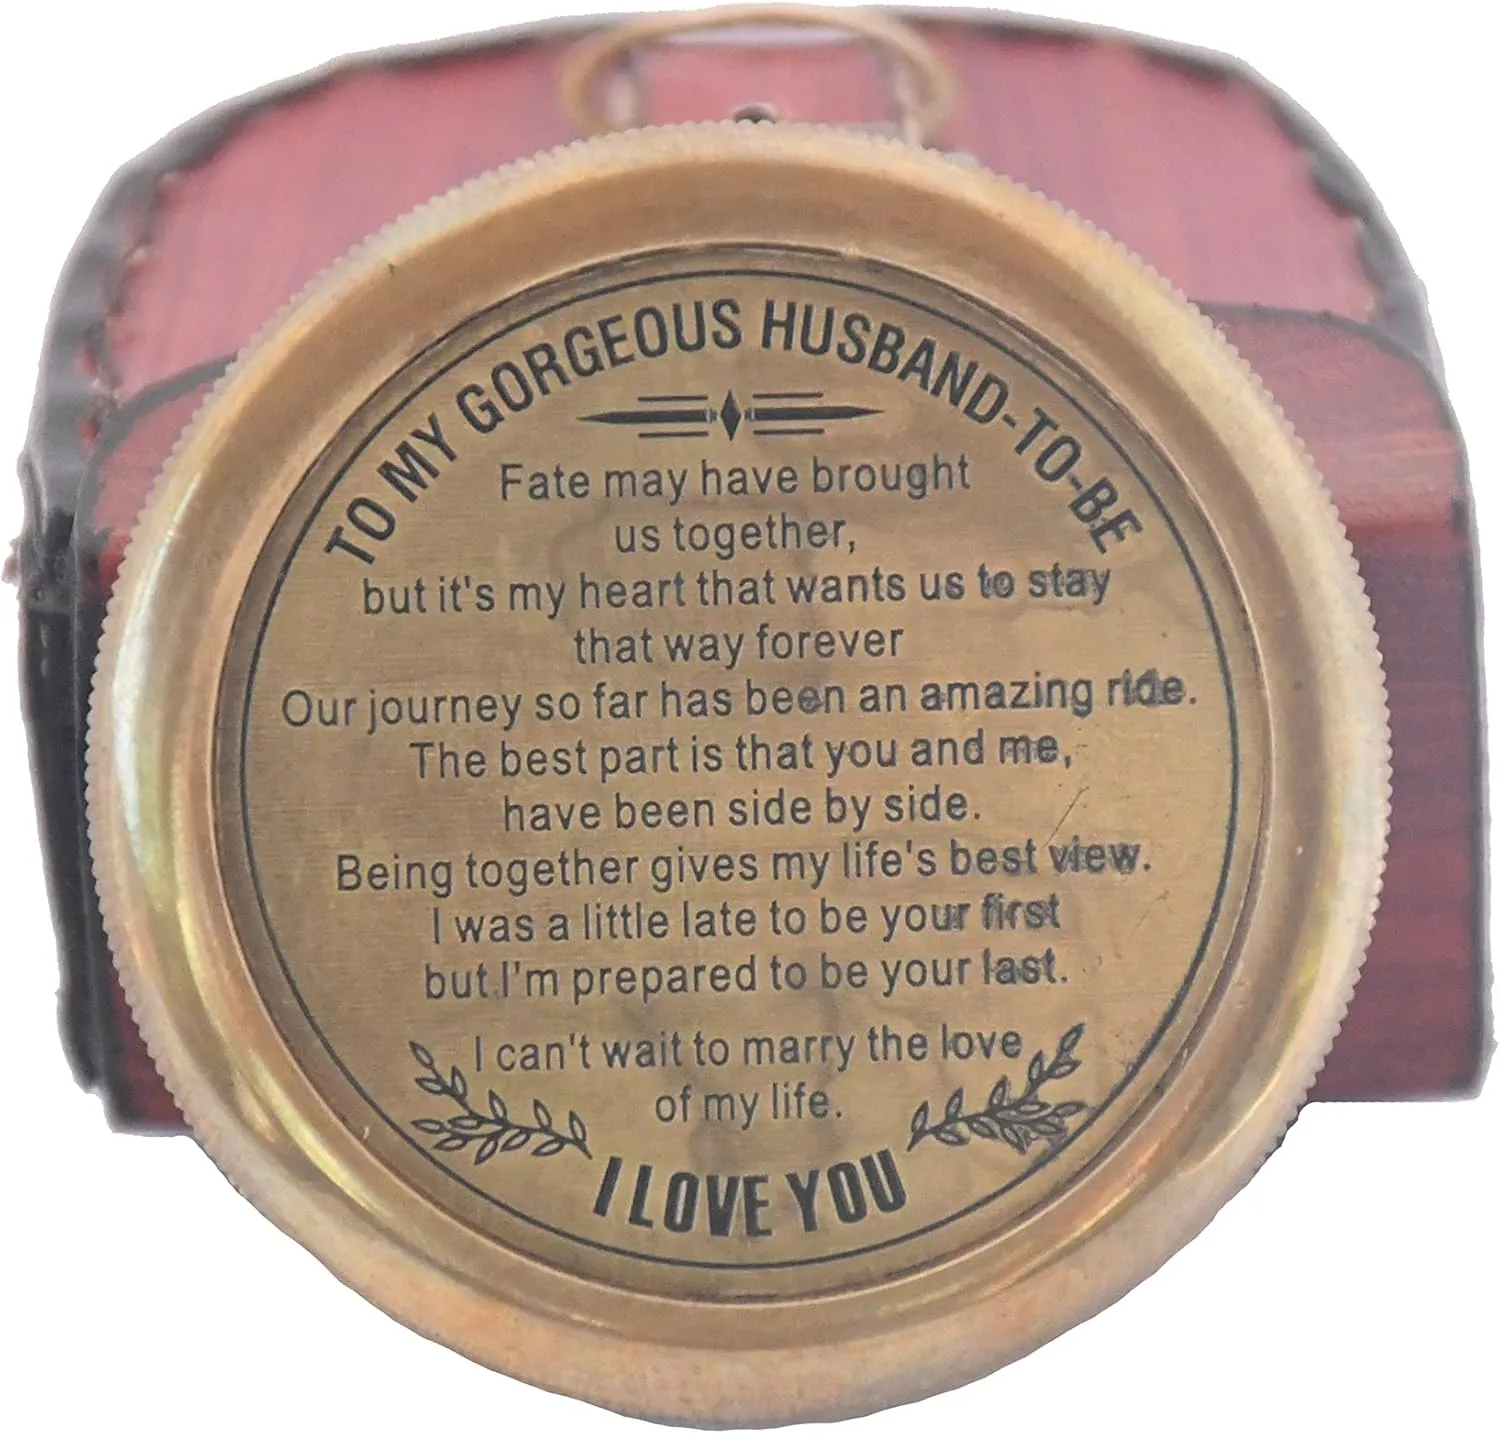 TO MY GORGEOUS HUSBAND-TO-BE
Fate may have brought
us together,
but it's my heart that wants us to stay
that way forever
Our journey so far has been an amazing ride.
The best part is that you and me,
have been side by side.
Being together gives my life's best view.
I was a little late to be your first
but I'm prepared to be your last.
I can't wait to marry the love
of my life.
I LOVE YOU